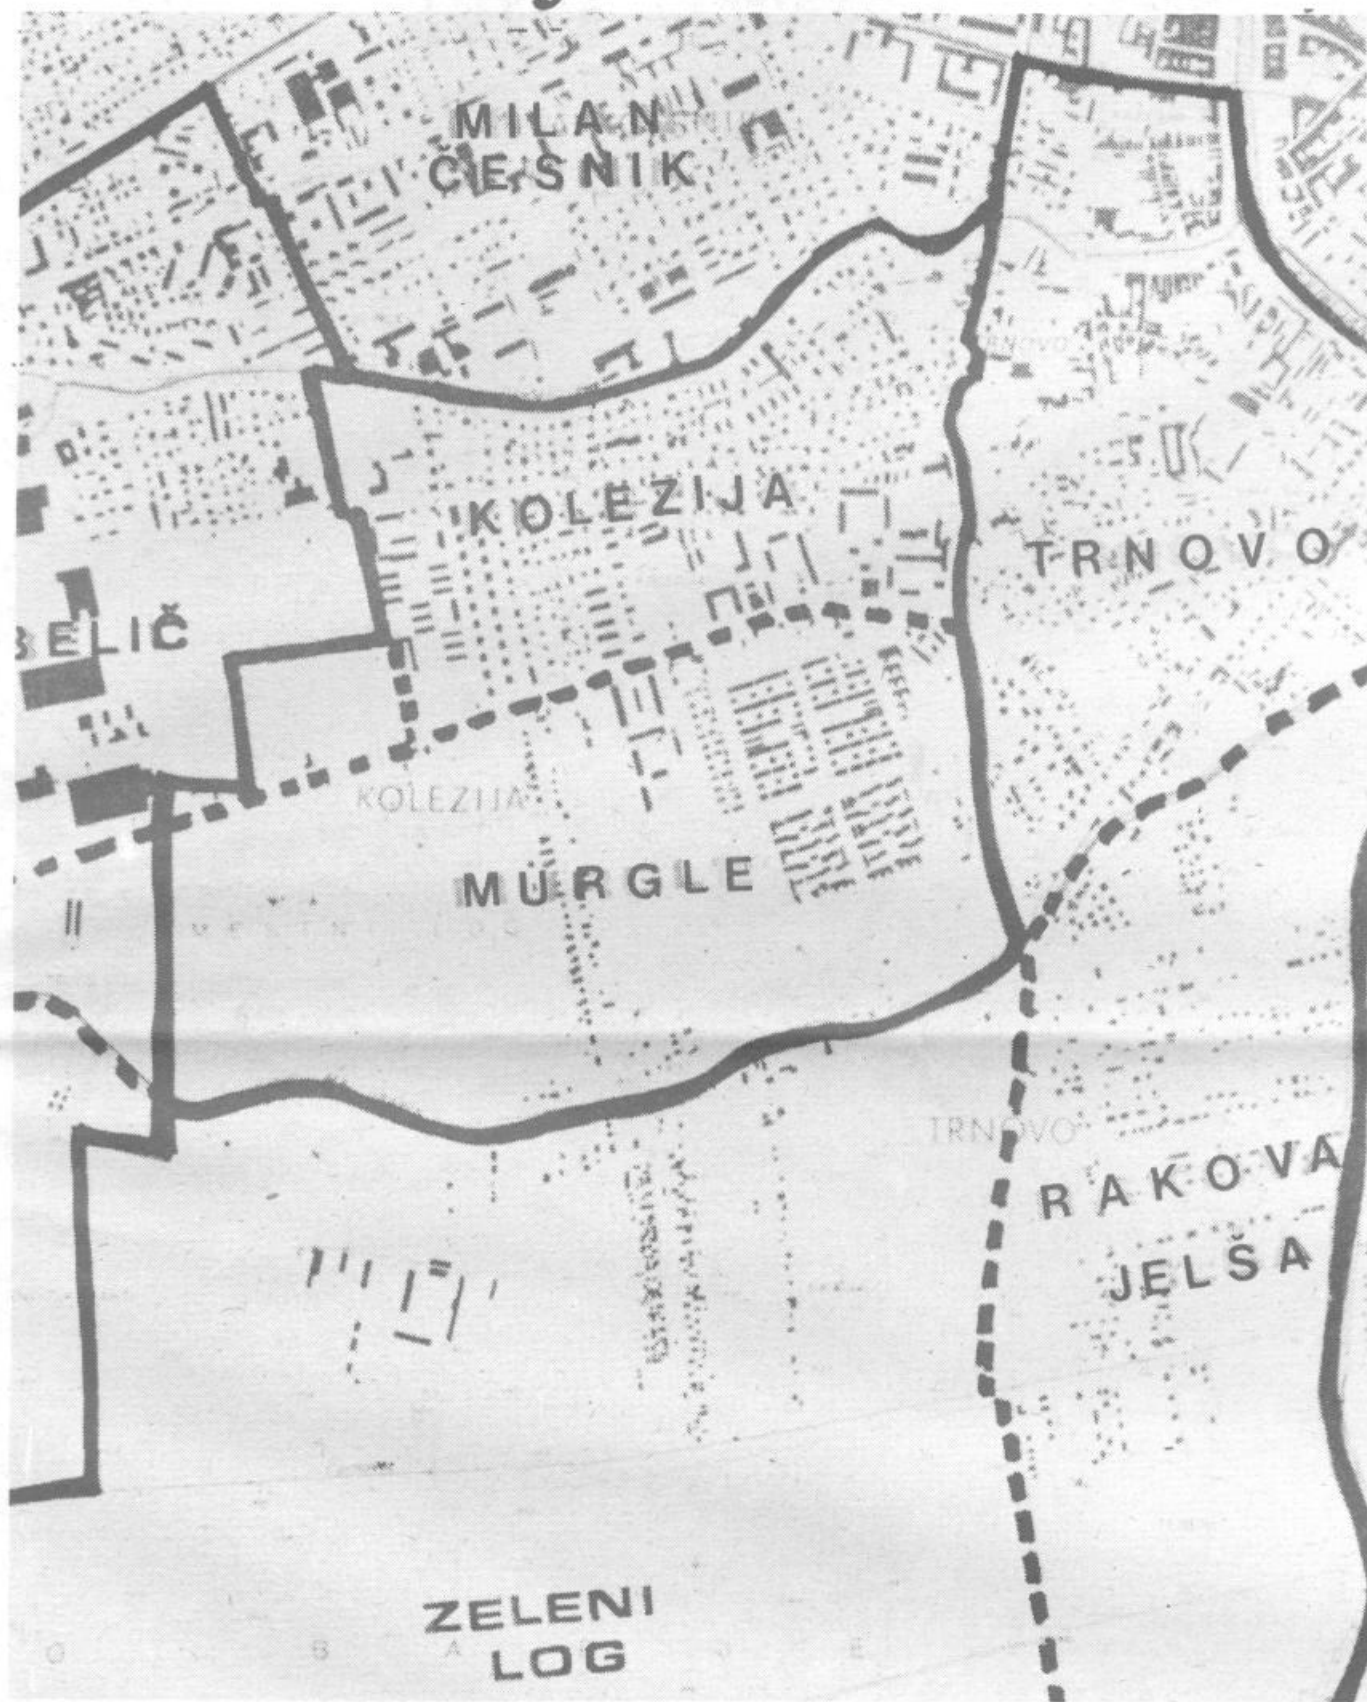 MILAN
ČESNIK
KOLEZIJA
TRNOVO
BELIČ
KOLEZIJA
MURGLE
TRNOVO
RAKOVA
JELŠA
ZELENI
LOG